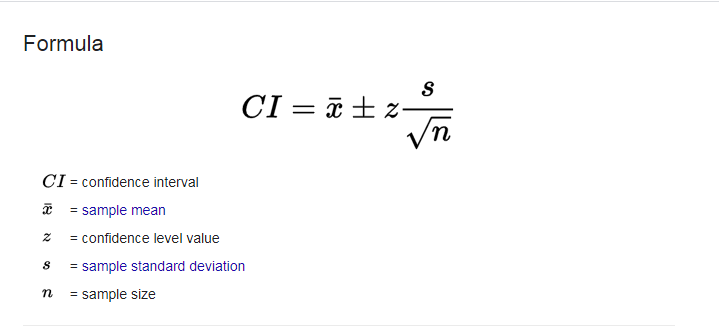 Formula
CI = x̄ ± z s/√n
CI = confidence interval
x̄ = sample mean
z = confidence level value
s = sample standard deviation
n = sample size